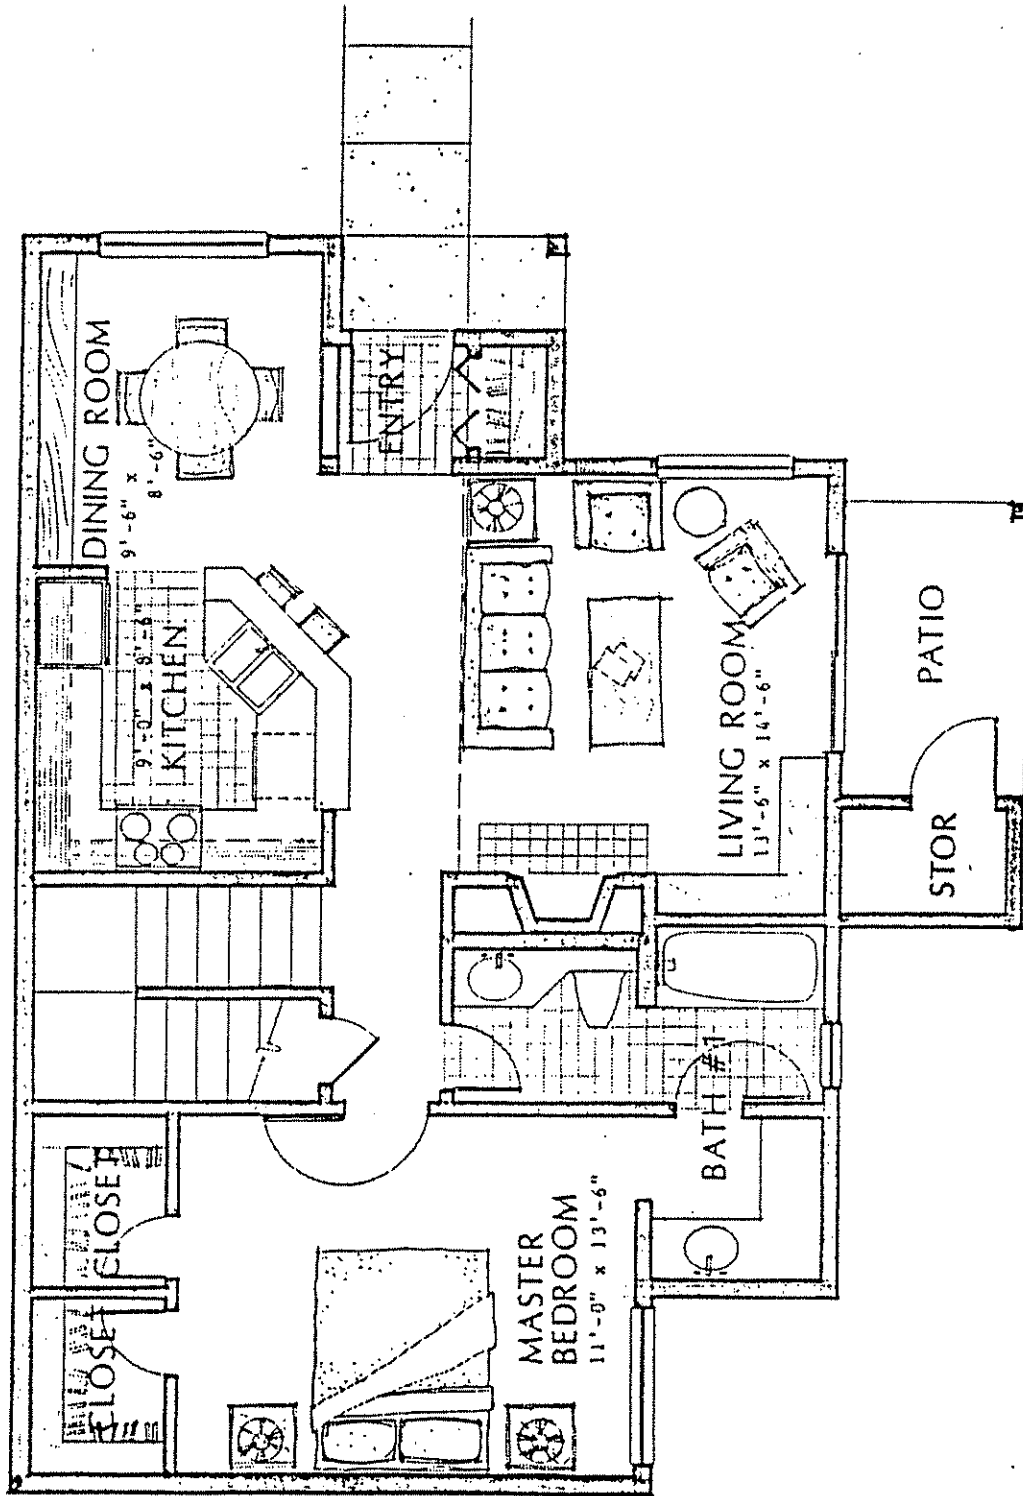 DINING ROOM
9'-6" x
8'-6"
ENTRY
9'-0" x 8'-6"
KITCHEN
LIVING ROOM
13'-6" x 14'-6"
PATIO
STOR
BATH #1
CLOSET
CLOSET
MASTER
BEDROOM
11'-0" x 13'-6"